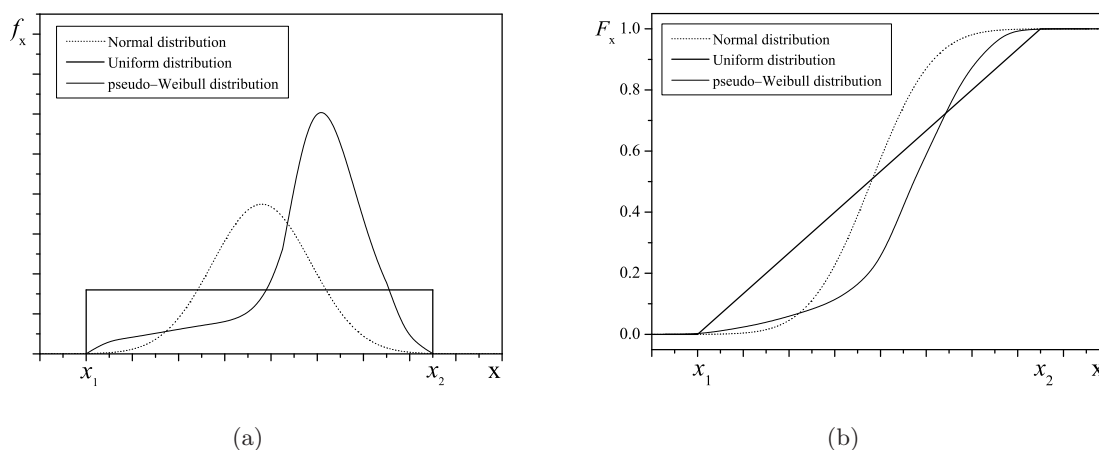 f_x
Normal distribution
Uniform distribution
pseudo–Weibull distribution
x_1
x_2
x
(a)
F_x
1.0
0.8
0.6
0.4
0.2
0.0
Normal distribution
Uniform distribution
pseudo–Weibull distribution
x_1
x_2
x
(b)